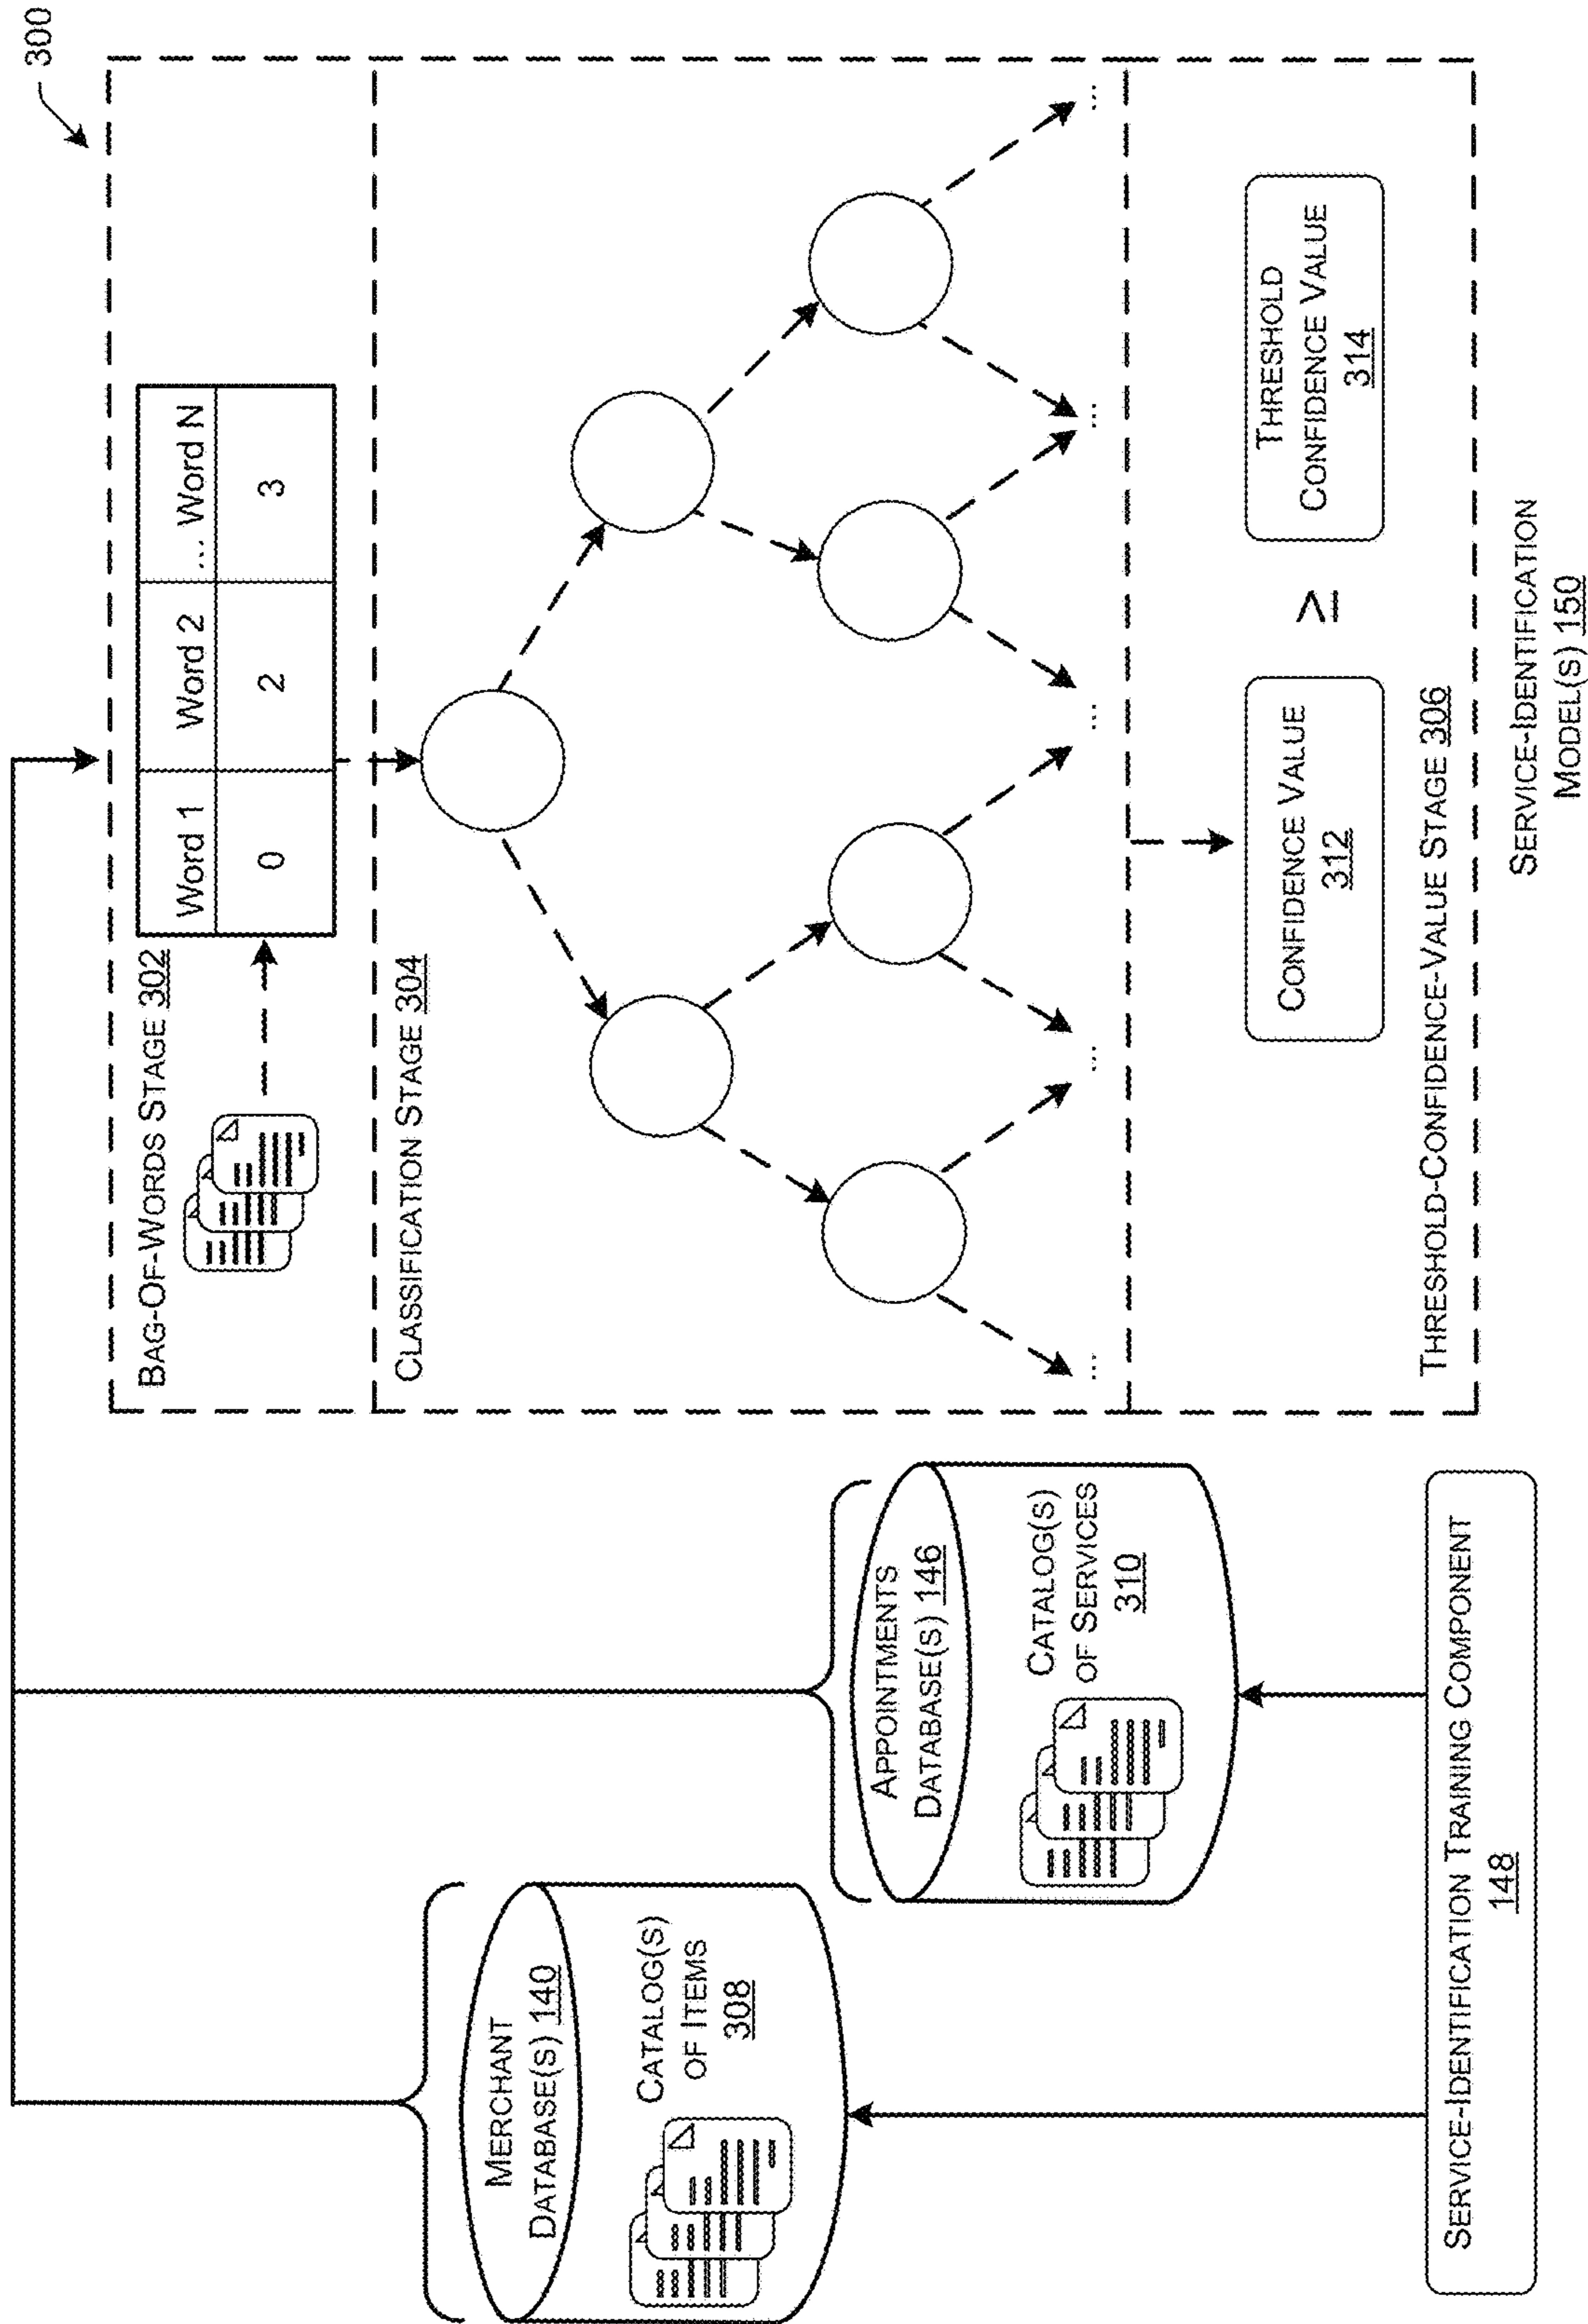 300
MERCHANT
DATABASE(S) 140
CATALOG(S)
OF ITEMS
308
APPOINTMENTS
DATABASE(S) 146
CATALOG(S)
OF SERVICES
310
SERVICE-IDENTIFICATION TRAINING COMPONENT
148
BAG-OF-WORDS STAGE 302
Word 1 Word 2 ... Word N
0 2 3
CLASSIFICATION STAGE 304
... ... ... ... ...
CONFIDENCE VALUE
312
≥
THRESHOLD
CONFIDENCE VALUE
314
THRESHOLD-CONFIDENCE-VALUE STAGE 306
SERVICE-IDENTIFICATION
MODEL(S) 150